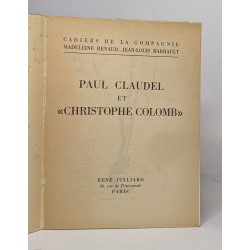 CAHIERS DE LA COMPAGNIE
MADELEINE RENAUD-JEAN-LOUIS BARRAULT
PAUL CLAUDEL
ET
«CHRISTOPHE COLOMB»
RENÉ JULLIARD
30, rue de l'Université
PARIS